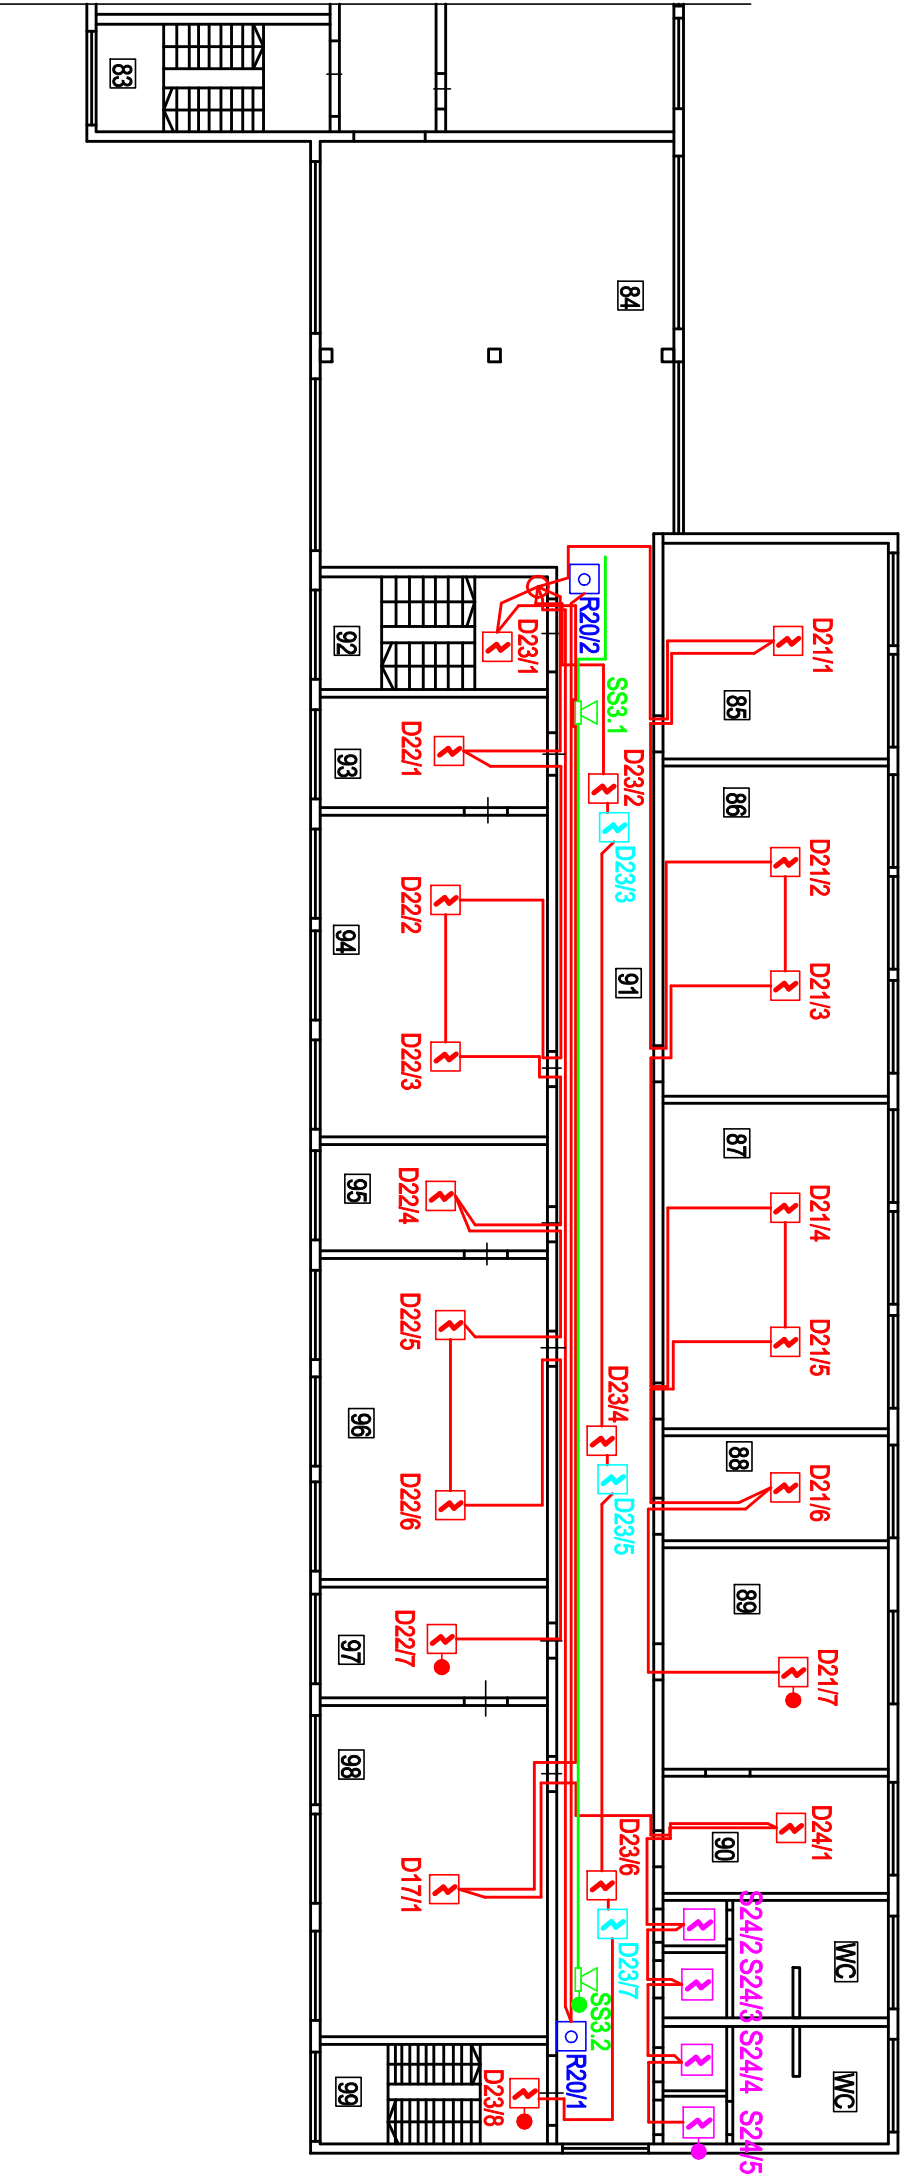 83
84
D21/1
85
R20/2
D23/1
92
SS3.1
D22/1
93
D23/2
D23/3
86
D21/2
D22/2
94
91
D21/3
D22/3
87
D21/4
D22/4
95
D22/5
D21/5
D23/4
96
88
D21/6
D22/6
D23/5
89
D22/7
97
D21/7
98
D24/1
90
D23/6
D17/1
S24/2
D23/7
WC
S24/3
SS3.2
S24/4
R20/1
WC
D23/8
99
S24/5